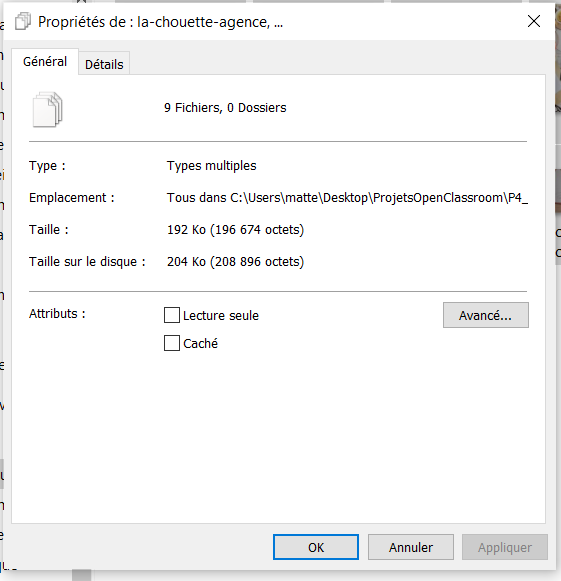 Propriétés de : la-chouette-agence, ...
Général
Détails
9 Fichiers, 0 Dossiers
Type :
Types multiples
Emplacement :
Tous dans C:\Users\matte\Desktop\ProjetsOpenClassroom\P4_
Taille :
192 Ko (196 674 octets)
Taille sur le disque :
204 Ko (208 896 octets)
Attributs :
Lecture seule
Avancé...
Caché
OK
Annuler
Appliquer